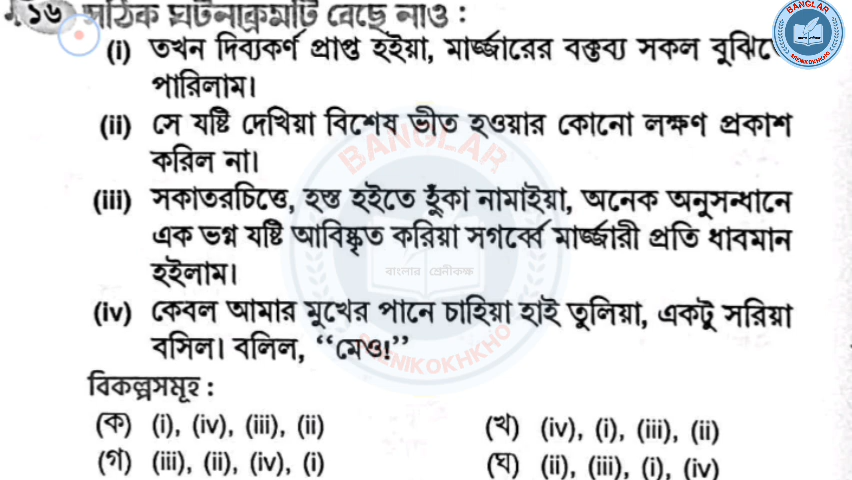 ১৬ সঠিক ঘটনাক্রমটি বেছে নাও :
BANGLAR
(i) তখন দিব্যকর্ণ প্রাপ্ত হইয়া, মার্জ্জারের বক্তব্য সকল
পারিলাম।
(ii) সে যষ্টি দেখিয়া বিশেষ ভীত হওয়ার কোনো লক্ষণ প্রকাশ
করিল না।
(iii) সকাতরচিত্তে, হস্ত হইতে হুঁকা নামাইয়া, অনেক অনুসন্ধানে
এক ভগ্ন যষ্টি আবিষ্কৃত করিয়া সগর্ব্বে মার্জ্জারী প্রতি ধাবমান
হইলাম।
বাংলার শ্রেনীকক্ষ
(iv) কেবল আমার মুখের পানে চাহিয়া হাই তুলিয়া, একটু সরিয়া
বসিল। বলিল, “মেও!”
বিকল্পসমূহ :
(ক) (i), (iv), (iii), (ii) (খ) (iv), (i), (iii), (ii)
(গ) (iii), (ii), (iv), (i) (ঘ) (ii), (iii), (i), (iv)